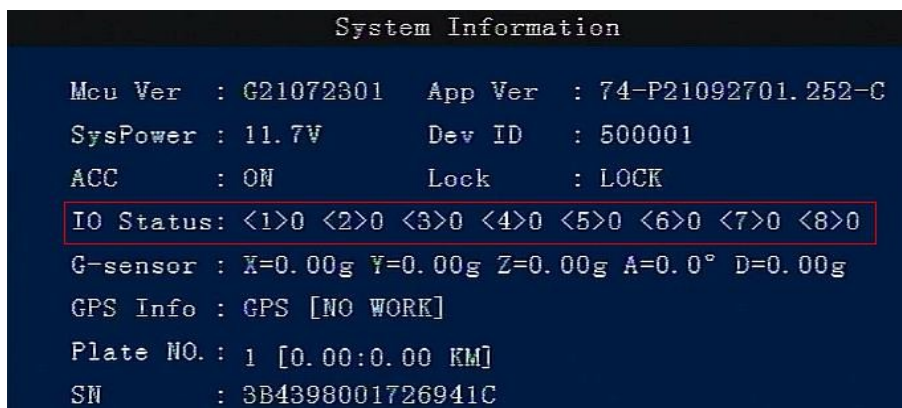 System Information
Mcu Ver : G21072301 App Ver : 74-P21092701.252-C
SysPower : 11.7V Dev ID : 500001
ACC : ON Lock : LOCK
IO Status: <1>0 <2>0 <3>0 <4>0 <5>0 <6>0 <7>0 <8>0
G-sensor : X=0.00g Y=0.00g Z=0.00g A=0.0° D=0.00g
GPS Info : GPS [NO WORK]
Plate NO.: 1 [0.00:0.00 KM]
SN : 3B4398001726941C